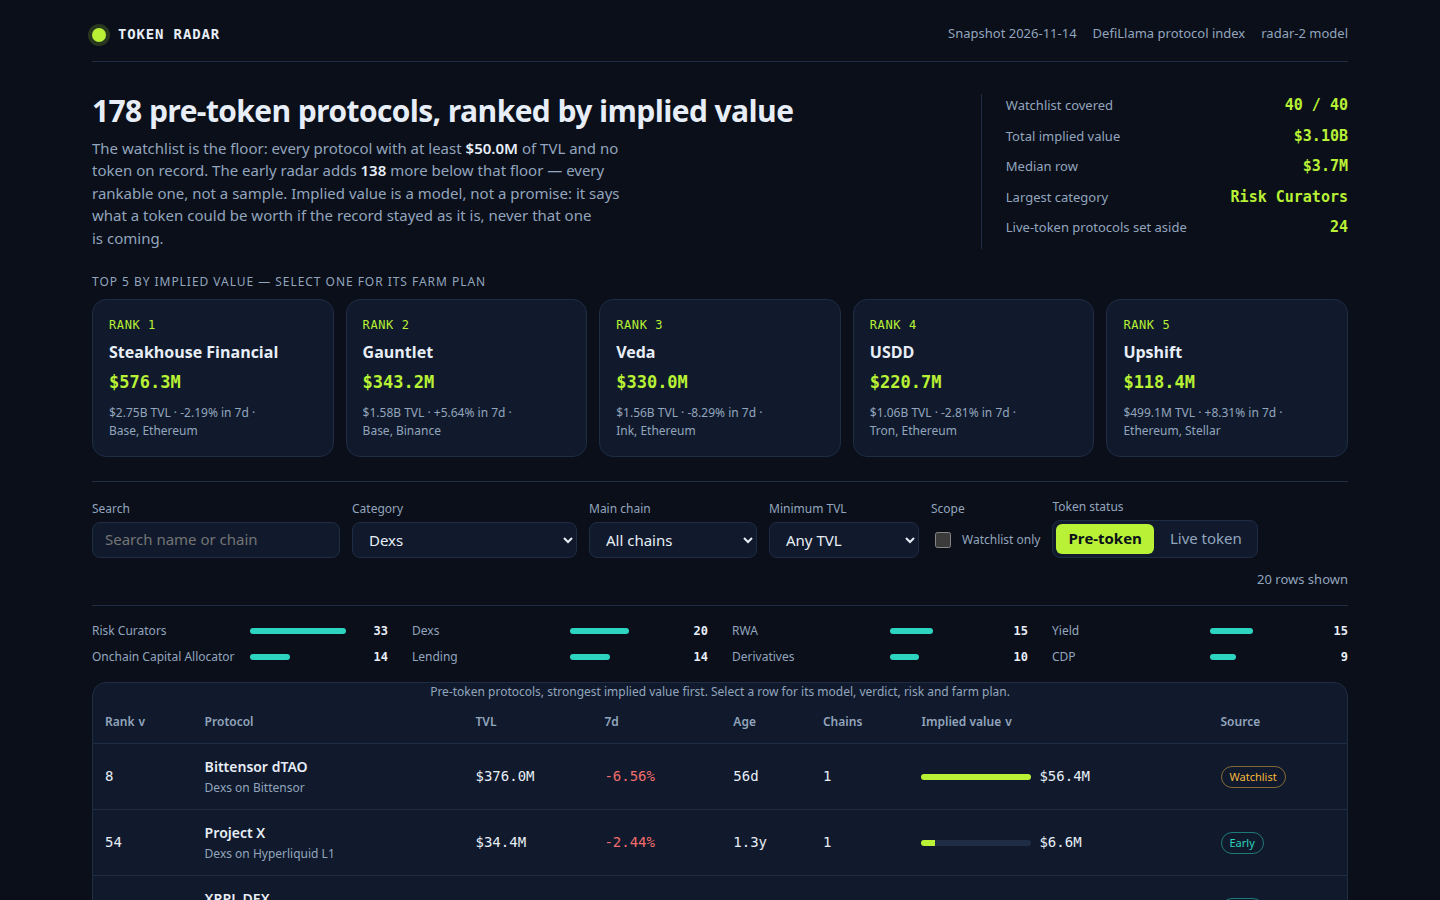 TOKEN RADAR
Snapshot 2026-11-14 DefiLlama protocol index radar-2 model
178 pre-token protocols, ranked by implied value
The watchlist is the floor: every protocol with at least $50.0M of TVL and no
token on record. The early radar adds 138 more below that floor — every
rankable one, not a sample. Implied value is a model, not a promise: it says
what a token could be worth if the record stayed as it is, never that one
is coming.
Watchlist covered 40 / 40
Total implied value $3.10B
Median row $3.7M
Largest category Risk Curators
Live-token protocols set aside 24
TOP 5 BY IMPLIED VALUE — SELECT ONE FOR ITS FARM PLAN
RANK 1
Steakhouse Financial
$576.3M
$2.75B TVL · -2.19% in 7d ·
Base, Ethereum
RANK 2
Gauntlet
$343.2M
$1.58B TVL · +5.64% in 7d ·
Base, Binance
RANK 3
Veda
$330.0M
$1.56B TVL · -8.29% in 7d ·
Ink, Ethereum
RANK 4
USDD
$220.7M
$1.06B TVL · -2.81% in 7d ·
Tron, Ethereum
RANK 5
Upshift
$118.4M
$499.1M TVL · +8.31% in 7d ·
Ethereum, Stellar
Search Category Main chain Minimum TVL Scope Token status
Search name or chain Dexs All chains Any TVL Watchlist only Pre-token Live token
20 rows shown
Risk Curators 33 Dexs 20 RWA 15 Yield 15
Onchain Capital Allocator 14 Lending 14 Derivatives 10 CDP 9
Pre-token protocols, strongest implied value first. Select a row for its model, verdict, risk and farm plan.
Rank v Protocol TVL 7d Age Chains Implied value v Source
8 Bittensor dTAO $376.0M -6.56% 56d 1 $56.4M Watchlist
Dexs on Bittensor
54 Project X $34.4M -2.44% 1.3y 1 $6.6M Early
Dexs on Hyperliquid L1
XRPL DEX